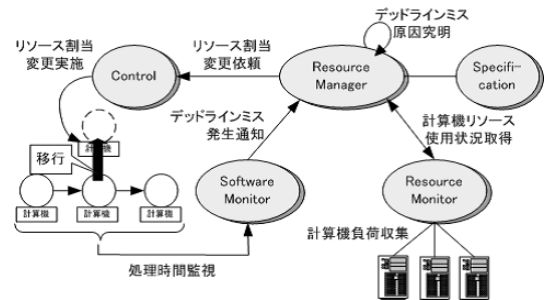 デッドラインミス
原因究明
リソース割当
変更実施
リソース割当
変更依頼
Control
Resource
Manager
Specifi-
cation
デッドラインミス
発生通知
計算機リソース
使用状況取得
計算機
移行
Software
Monitor
Resource
Monitor
計算機
計算機
計算機
計算機負荷収集
処理時間監視